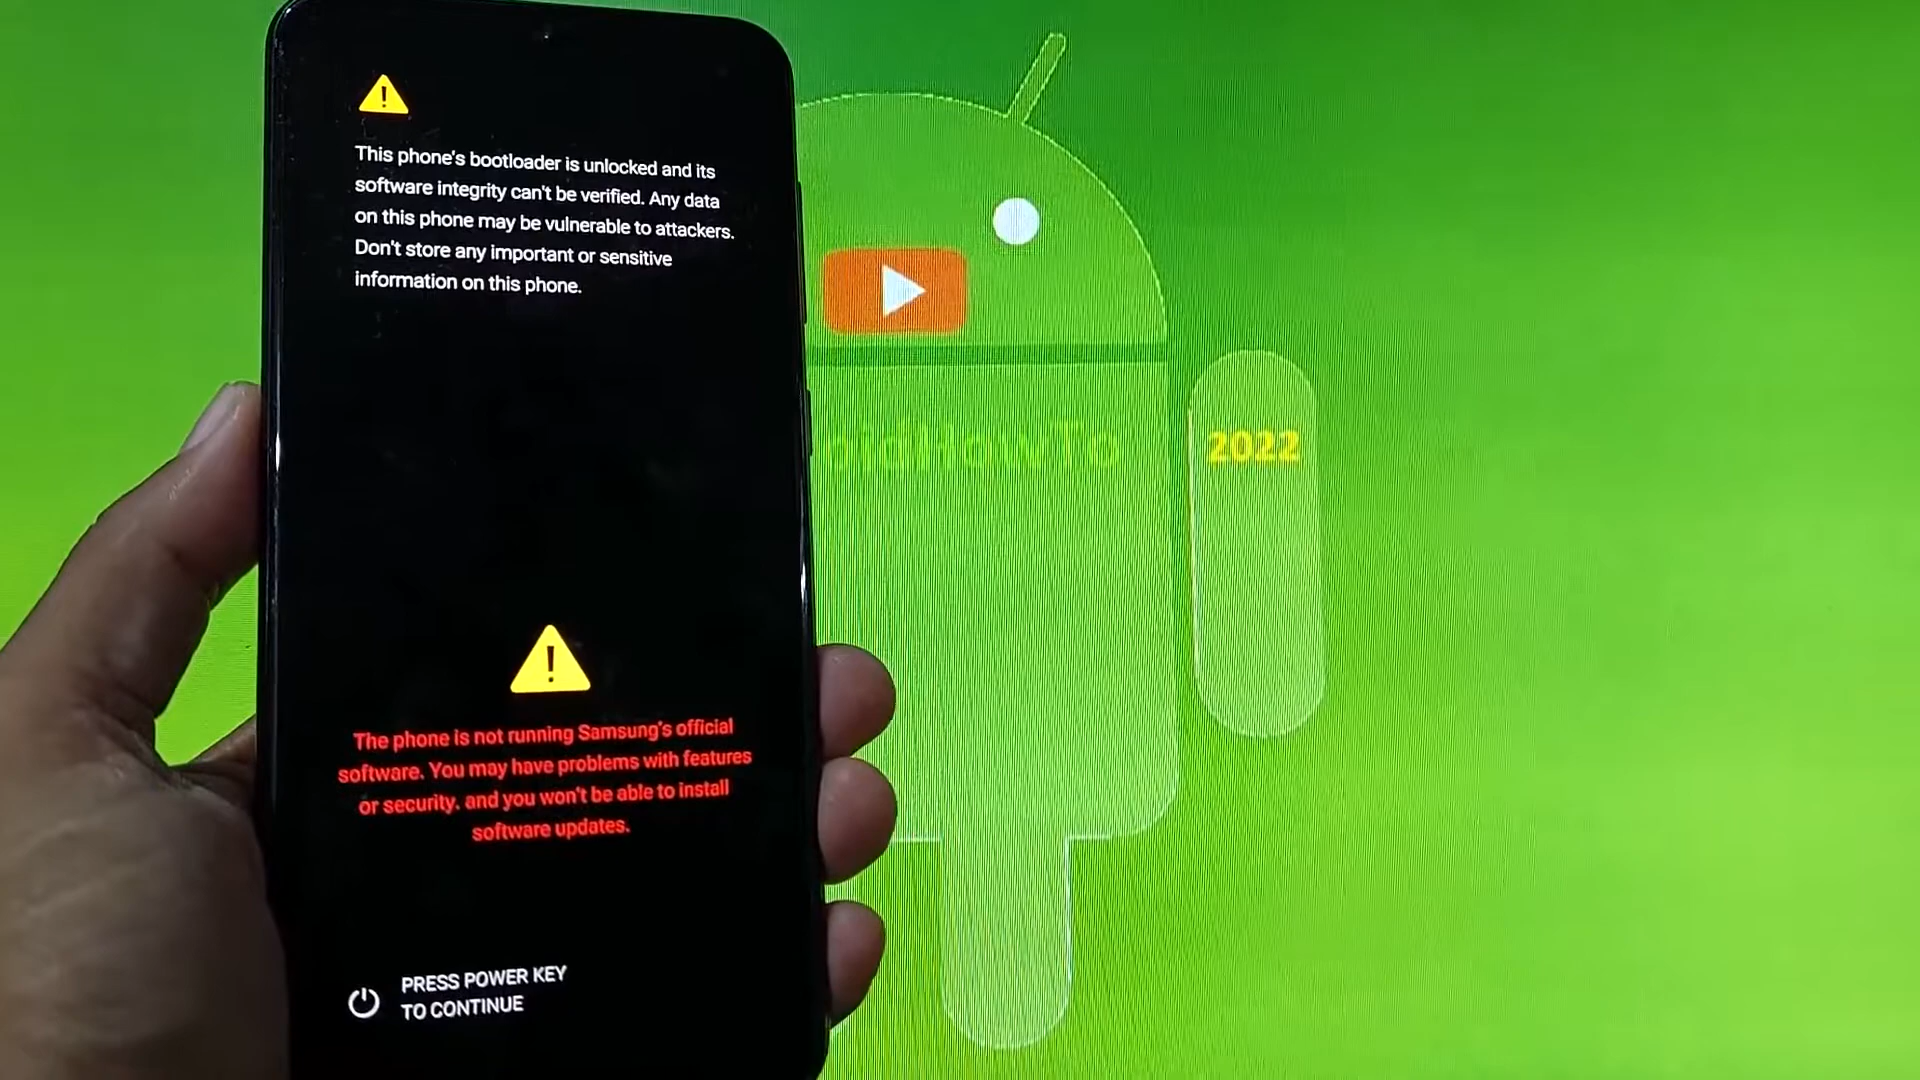 This phone's bootloader is unlocked and its
software integrity can't be verified. Any data
on this phone may be vulnerable to attackers.
Don't store any important or sensitive
information on this phone.
The phone is not running Samsung's official
software. You may have problems with features
or security. and you won't be able to install
software updates.
PRESS POWER KEY
TO CONTINUE
oidHowTo
2022